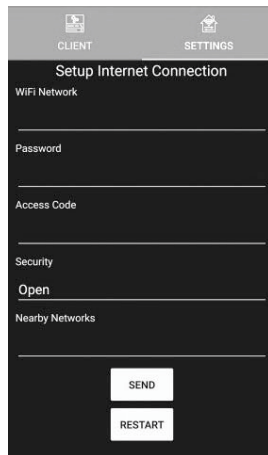 CLIENT
SETTINGS
Setup Internet Connection
WiFi Network
Password
Access Code
Security
Open
Nearby Networks
SEND
RESTART